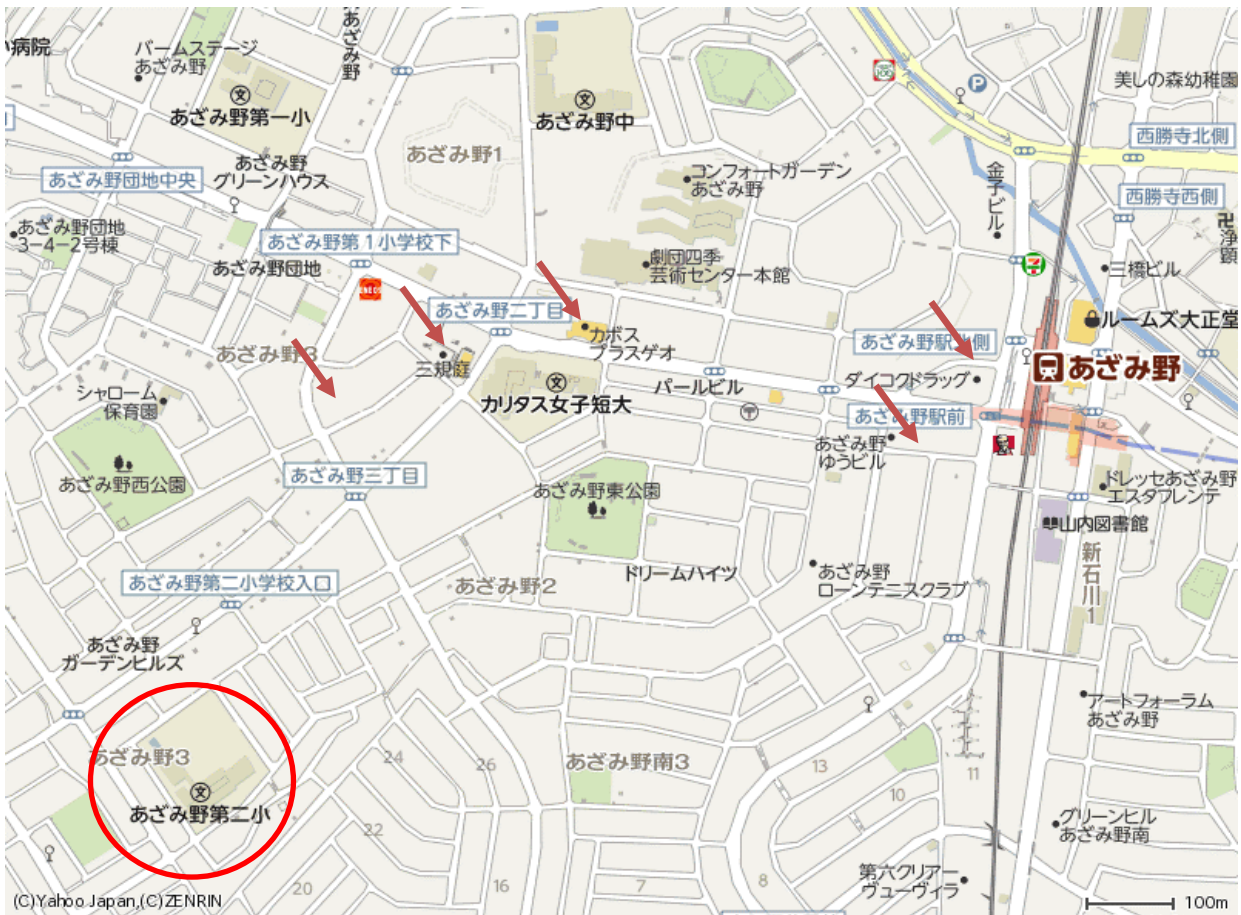 い病院
バームステージ
あざみ野
あざみ野
あざみ野第一小
あざみ野中
あざみ野1
美しの森幼稚園
P
西勝寺北側
西勝寺西側
あざみ野団地中央
あざみ野
グリーンハウス
コンフォートガーデン
あざみ野
金子ビル
卍浄
あざみ野団地
3-4-2号棟
あざみ野第1小学校下
あざみ野団地
ENEOS
劇団四季
芸術センター本館
7
三橋ビル
あざみ野二丁目
カボス
プラスゲオ
ルームズ大正堂
あざみ野3
三規庭
あざみ野
シャローム
保育園
カリタス女子短大
パールビル
ダイコクドラッグ
あざみ野駅前
KFC
あざみ野
ゆうビル
あざみ野西公園
あざみ野三丁目
あざみ野東公園
ドレッセあざみ野
エスタフレンテ
山内図書館
あざみ野第二小学校入口
あざみ野2
ドリームハイツ
あざみ野
ローンテニスクラブ
新石川1
あざみ野
ガーデンヒルズ
アートフォーラム
あざみ野
あざみ野3
24
26
あざみ野南3
13
11
10
あざみ野第二小
22
グリーンヒル
あざみ野南
20
16
7
8
第六クリアー
ヴューヴィラ
(C)Yahoo Japan,(C)ZENRIN
100m